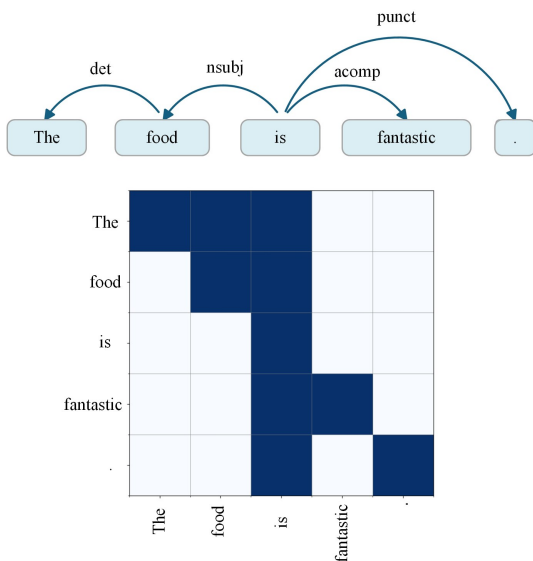 punct
det nsubj acomp
The food is fantastic .
The
food
is
fantastic
.
The food is fantastic .